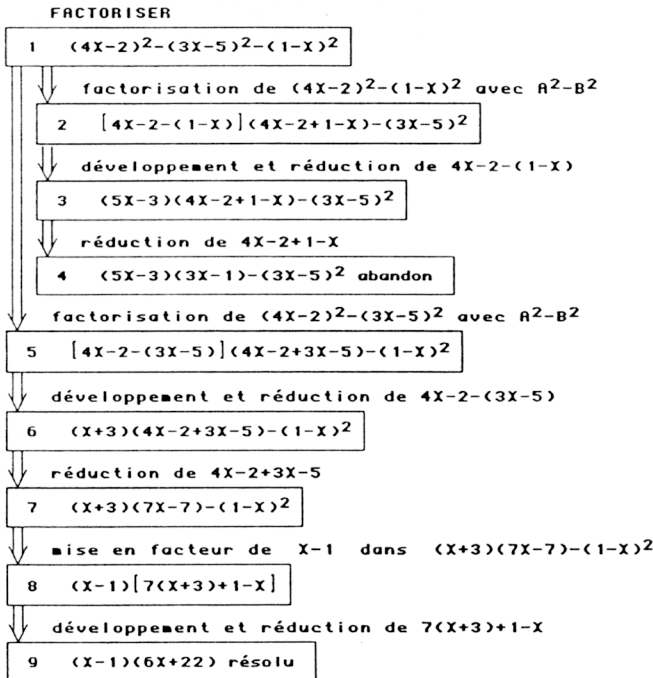 FACTORISER
1 (4X-2)²-(3X-5)²-(1-X)²
factorisation de (4X-2)²-(1-X)² avec A²-B²
2 [4X-2-(1-X)](4X-2+1-X)-(3X-5)²
développement et réduction de 4X-2-(1-X)
3 (5X-3)(4X-2+1-X)-(3X-5)²
réduction de 4X-2+1-X
4 (5X-3)(3X-1)-(3X-5)² abandon
factorisation de (4X-2)²-(3X-5)² avec A²-B²
5 [4X-2-(3X-5)](4X-2+3X-5)-(1-X)²
développement et réduction de 4X-2-(3X-5)
6 (X+3)(4X-2+3X-5)-(1-X)²
réduction de 4X-2+3X-5
7 (X+3)(7X-7)-(1-X)²
mise en facteur de X-1 dans (X+3)(7X-7)-(1-X)²
8 (X-1)[7(X+3)+1-X]
développement et réduction de 7(X+3)+1-X
9 (X-1)(6X+22) résolu